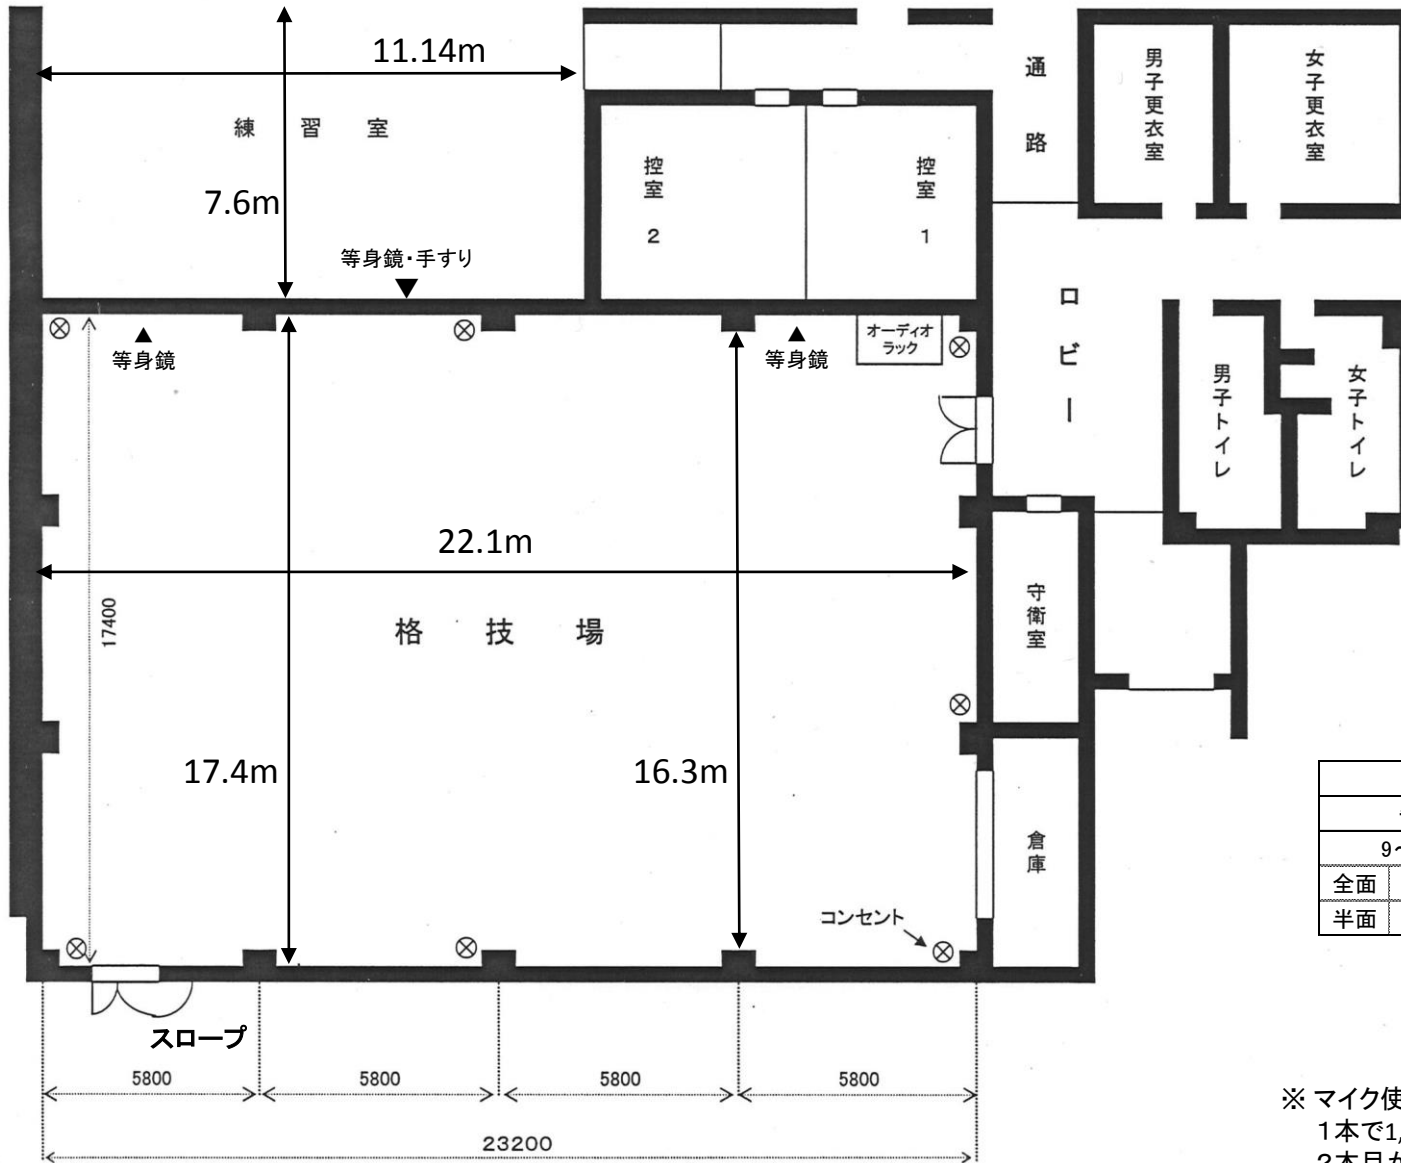 11.14m
練習室
7.6m
等身鏡・手すり
控室2
控室1
通路
男子更衣室
女子更衣室
ロビー
等身鏡
等身鏡
オーディオ
ラック
男子トイレ
女子トイレ
22.1m
17400
格技場
守衛室
17.4m
16.3m
倉庫
コンセント
スロープ
5800
5800
5800
5800
23200
9~
全面
半面
※ マイク使
1本で1,